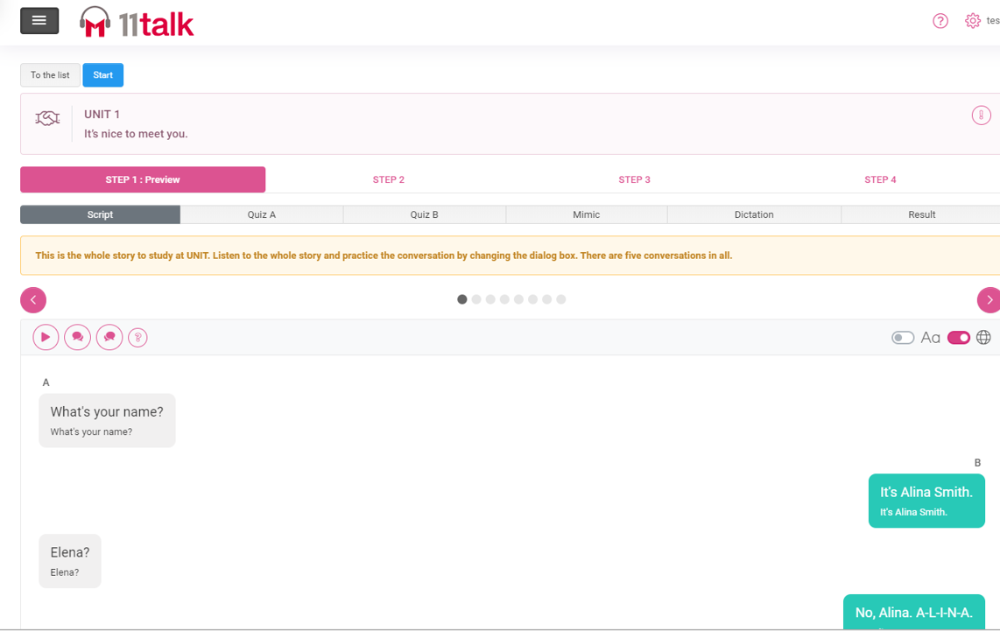 11talk
tes
To the list
Start
UNIT 1
It's nice to meet you.
STEP 1 : Preview
STEP 2
STEP 3
STEP 4
Script
Quiz A
Quiz B
Mimic
Dictation
Result
This is the whole story to study at UNIT. Listen to the whole story and practice the conversation by changing the dialog box. There are five conversations in all.
Aa
A
What's your name?
What's your name?
B
It's Alina Smith.
It's Alina Smith.
Elena?
Elena?
No, Alina. A-L-I-N-A.